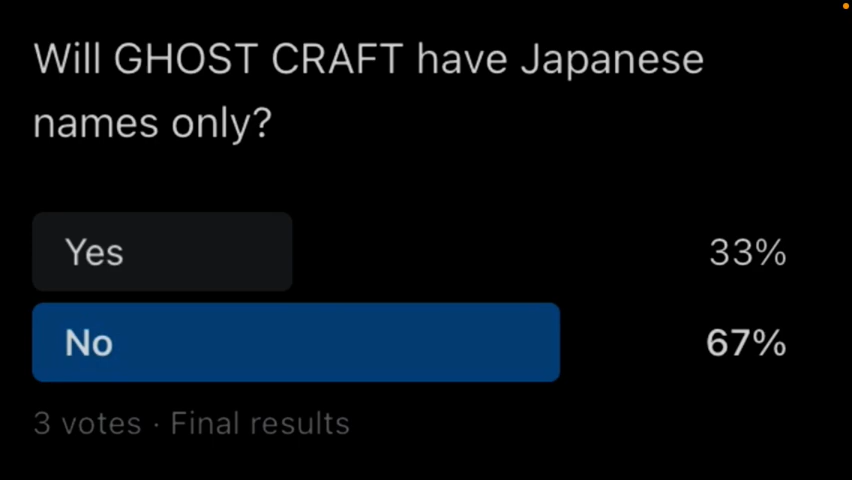 Will GHOST CRAFT have Japanese
names only?
Yes 33%
No 67%
3 votes · Final results